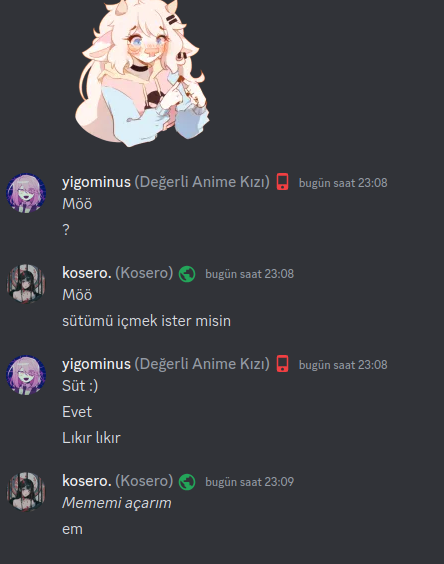 yigominus (Değerli Anime Kızı) bugün saat 23:08
Möö
?
kosero. (Kosero) bugün saat 23:08
Möö
sütümü içmek ister misin
yigominus (Değerli Anime Kızı) bugün saat 23:08
Süt :)
Evet
Lıkır lıkır
kosero. (Kosero) bugün saat 23:09
Mememi açarım
em